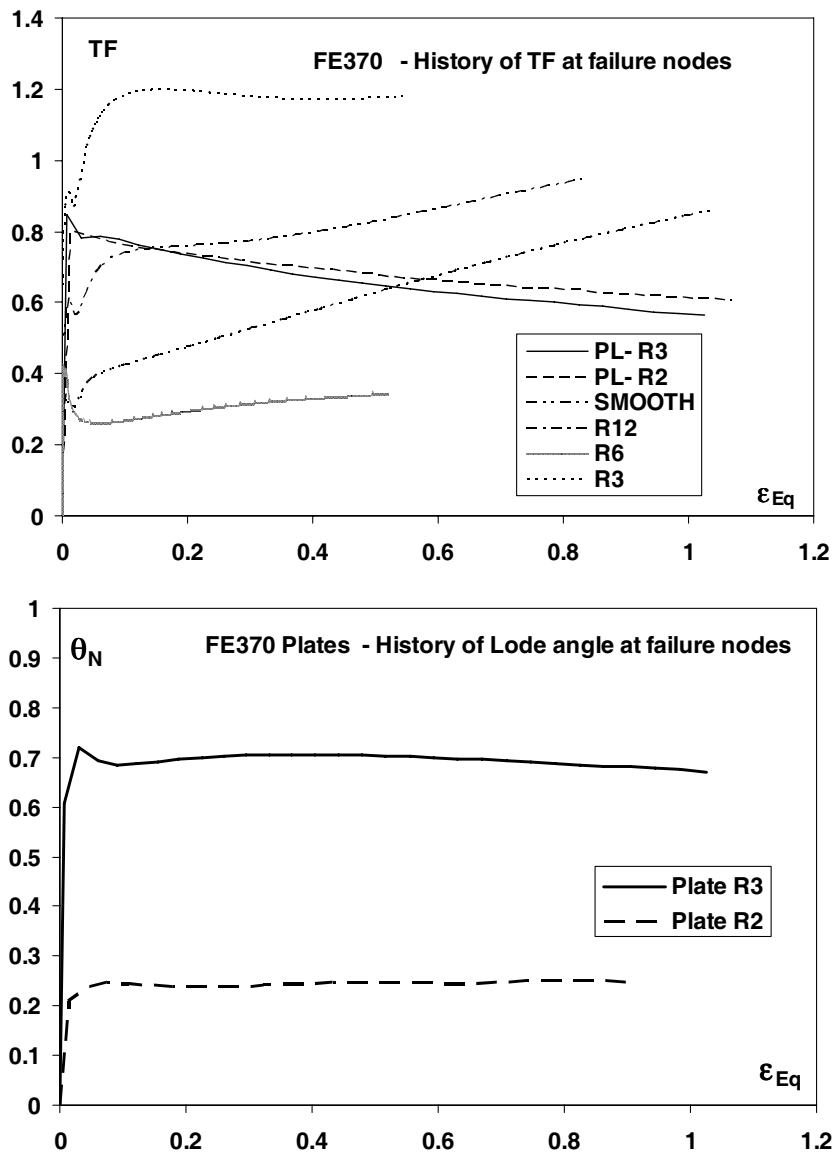 1.4
TF
FE370 - History of TF at failure nodes
1.2
1
0.8
0.6
0.4
0.2
0
PL- R3
PL- R2
SMOOTH
R12
R6
R3
εEq
0 0.2 0.4 0.6 0.8 1 1.2
1
θN
FE370 Plates - History of Lode angle at failure nodes
0.9
0.8
0.7
0.6
0.5
0.4
0.3
0.2
0.1
0
Plate R3
Plate R2
εEq
0 0.2 0.4 0.6 0.8 1 1.2